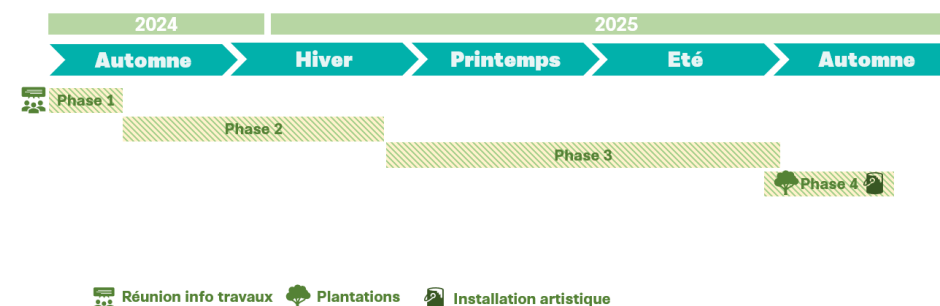 2024 2025
Automne Hiver Printemps Eté Automne
Phase 1
Phase 2
Phase 3
Phase 4
Réunion info travaux Plantations Installation artistique